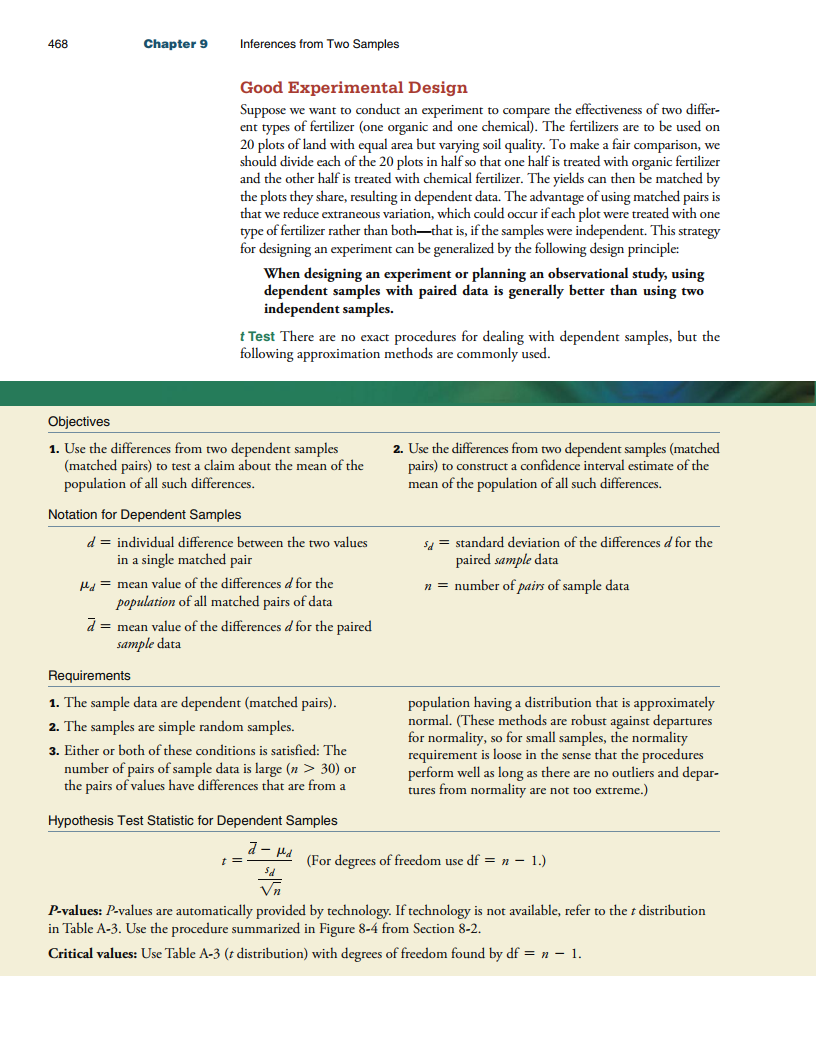 468 Chapter 9 Inferences from Two Samples
Good Experimental Design
Suppose we want to conduct an experiment to compare the effectiveness of two differ-
ent types of fertilizer (one organic and one chemical). The fertilizers are to be used on
20 plots of land with equal area but varying soil quality. To make a fair comparison, we
should divide each of the 20 plots in half so that one half is treated with organic fertilizer
and the other half is treated with chemical fertilizer. The yields can then be matched by
the plots they share, resulting in dependent data. The advantage of using matched pairs is
that we reduce extraneous variation, which could occur if each plot were treated with one
type of fertilizer rather than both—that is, if the samples were independent. This strategy
for designing an experiment can be generalized by the following design principle:
When designing an experiment or planning an observational study, using
dependent samples with paired data is generally better than using two
independent samples.
t Test There are no exact procedures for dealing with dependent samples, but the
following approximation methods are commonly used.
Objectives
1. Use the differences from two dependent samples
(matched pairs) to test a claim about the mean of the
population of all such differences.
2. Use the differences from two dependent samples (matched
pairs) to construct a confidence interval estimate of the
mean of the population of all such differences.
Notation for Dependent Samples
d = individual difference between the two values
in a single matched pair
μd = mean value of the differences d for the
population of all matched pairs of data
d̄ = mean value of the differences d for the paired
sample data
sd = standard deviation of the differences d for the
paired sample data
n = number of pairs of sample data
Requirements
1. The sample data are dependent (matched pairs).
2. The samples are simple random samples.
3. Either or both of these conditions is satisfied: The
number of pairs of sample data is large (n > 30) or
the pairs of values have differences that are from a
population having a distribution that is approximately
normal. (These methods are robust against departures
for normality, so for small samples, the normality
requirement is loose in the sense that the procedures
perform well as long as there are no outliers and depar-
tures from normality are not too extreme.)
Hypothesis Test Statistic for Dependent Samples
t = (d̄ − μd) / (sd / √n) (For degrees of freedom use df = n − 1.)
P-values: P-values are automatically provided by technology. If technology is not available, refer to the t distribution
in Table A-3. Use the procedure summarized in Figure 8-4 from Section 8-2.
Critical values: Use Table A-3 (t distribution) with degrees of freedom found by df = n − 1.